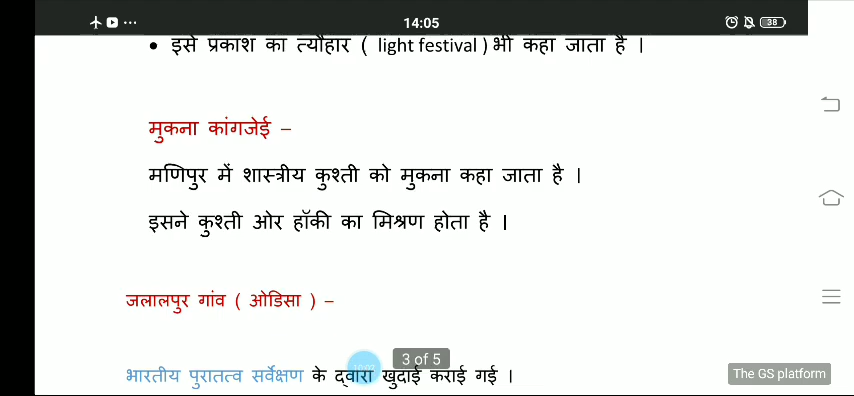 14:05
38
• इसे प्रकाश का त्यौहार ( light festival ) भी कहा जाता है ।
मुकना कांगजेई –
मणिपुर में शास्त्रीय कुश्ती को मुकना कहा जाता है ।
इसने कुश्ती ओर हॉकी का मिश्रण होता है ।
जलालपुर गांव ( ओडिसा ) –
3 of 5
भारतीय पुरातत्व सर्वेक्षण के द्वारा खुदाई कराई गई ।
The GS platform